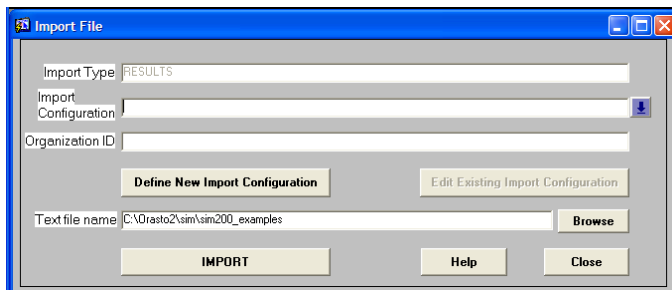 Import File
Import Type RESULTS
Import
Configuration
Organization ID
Define New Import Configuration Edit Existing Import Configuration
Text file name C:\Orasto2\sim\sim200_examples Browse
IMPORT Help Close